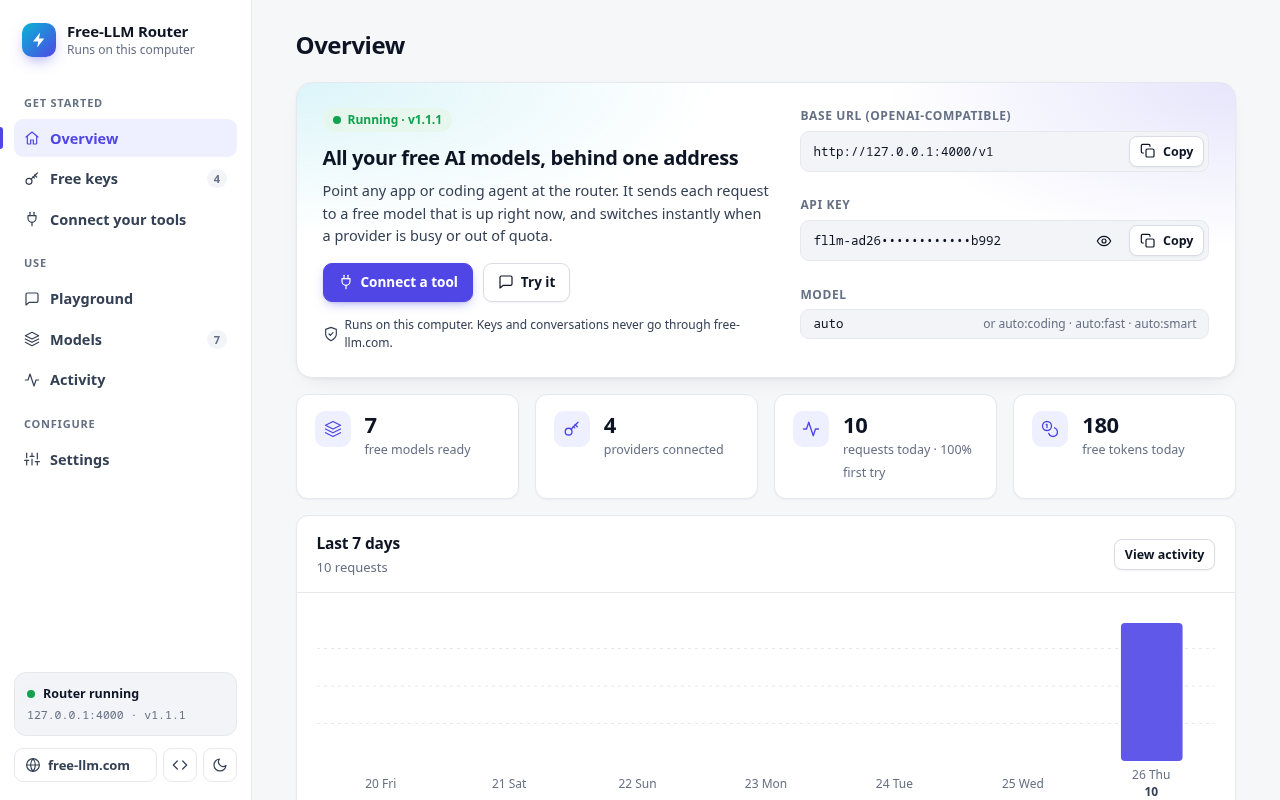 Free-LLM Router
Runs on this computer
GET STARTED
Overview
Free keys 4
Connect your tools
USE
Playground
Models 7
Activity
CONFIGURE
Settings
Router running
127.0.0.1:4000 · v1.1.1
free-llm.com
Overview
Running · v1.1.1
All your free AI models, behind one address
Point any app or coding agent at the router. It sends each request
to a free model that is up right now, and switches instantly when
a provider is busy or out of quota.
Connect a tool
Try it
Runs on this computer. Keys and conversations never go through free-
llm.com.
BASE URL (OPENAI-COMPATIBLE)
http://127.0.0.1:4000/v1
Copy
API KEY
fllm-ad26••••••••••••b992
Copy
MODEL
auto
or auto:coding · auto:fast · auto:smart
7
free models ready
4
providers connected
10
requests today · 100%
first try
180
free tokens today
Last 7 days
10 requests
View activity
20 Fri
21 Sat
22 Sun
23 Mon
24 Tue
25 Wed
26 Thu
10